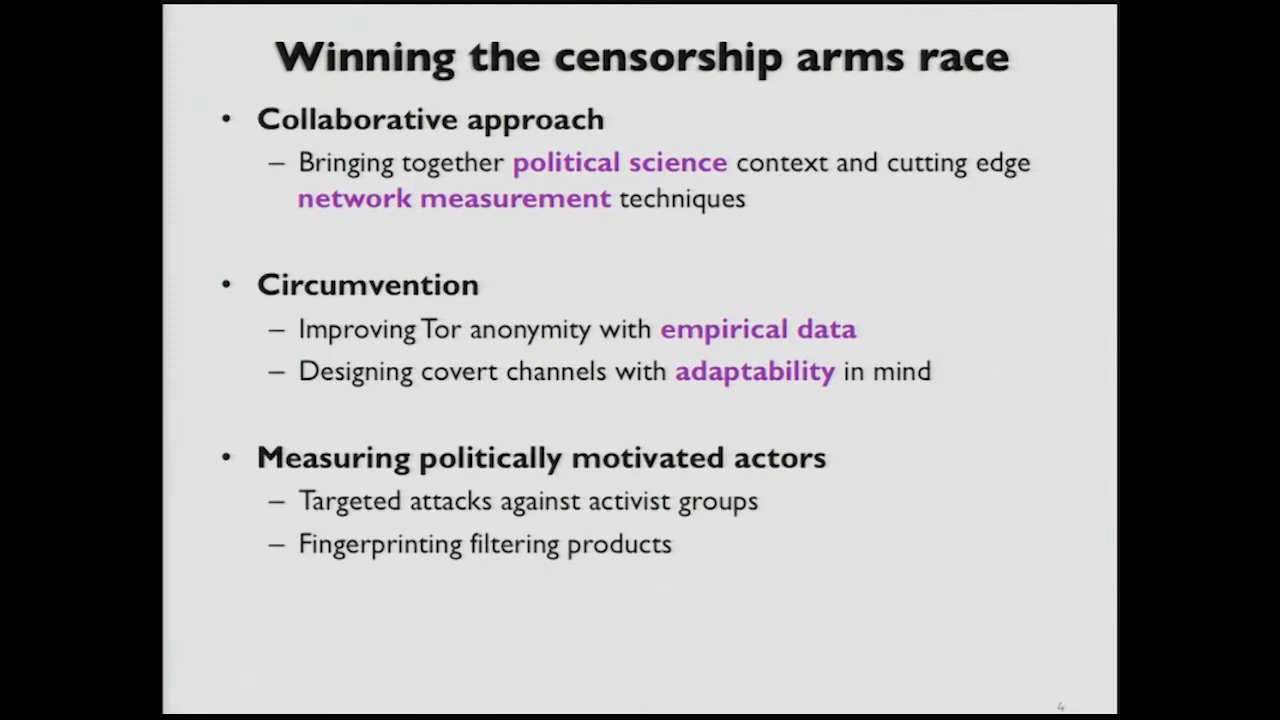 Winning the censorship arms race
• Collaborative approach
– Bringing together political science context and cutting edge
network measurement techniques
• Circumvention
– Improving Tor anonymity with empirical data
– Designing covert channels with adaptability in mind
• Measuring politically motivated actors
– Targeted attacks against activist groups
– Fingerprinting filtering products
4